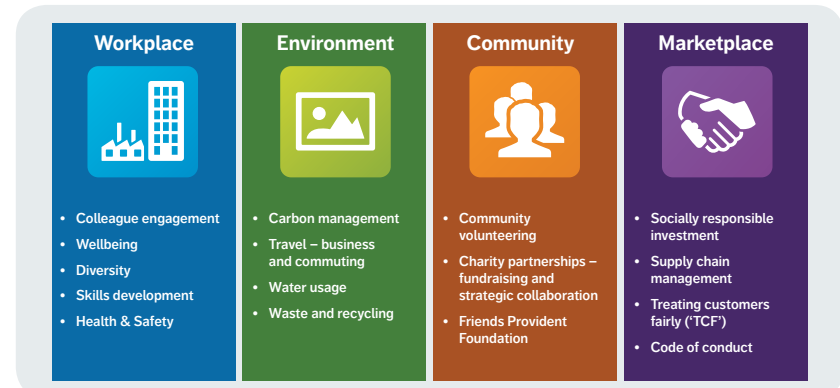 Workplace
• Colleague engagement
• Wellbeing
• Diversity
• Skills development
• Health & Safety
Environment
• Carbon management
• Travel – business
and commuting
• Water usage
• Waste and recycling
Community
• Community
volunteering
• Charity partnerships –
fundraising and
strategic collaboration
• Friends Provident
Foundation
Marketplace
• Socially responsible
investment
• Supply chain
management
• Treating customers
fairly (‘TCF’)
• Code of conduct